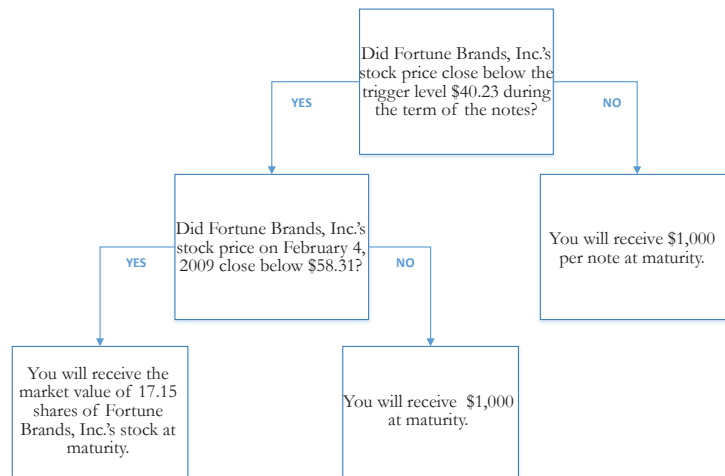 Did Fortune Brands, Inc.'s
stock price close below the
trigger level $40.23 during
the term of the notes?
YES
NO
Did Fortune Brands, Inc.'s
stock price on February 4,
2009 close below $58.31?
You will receive $1,000
per note at maturity.
YES
NO
You will receive the
market value of 17.15
shares of Fortune
Brands, Inc.'s stock at
maturity.
You will receive $1,000
at maturity.